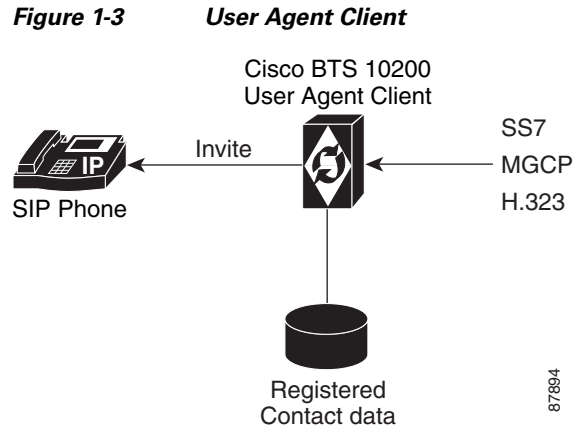 Figure 1-3 User Agent Client
Cisco BTS 10200
User Agent Client
SS7
Invite
MGCP
IP
H.323
SIP Phone
Registered
Contact data
87894